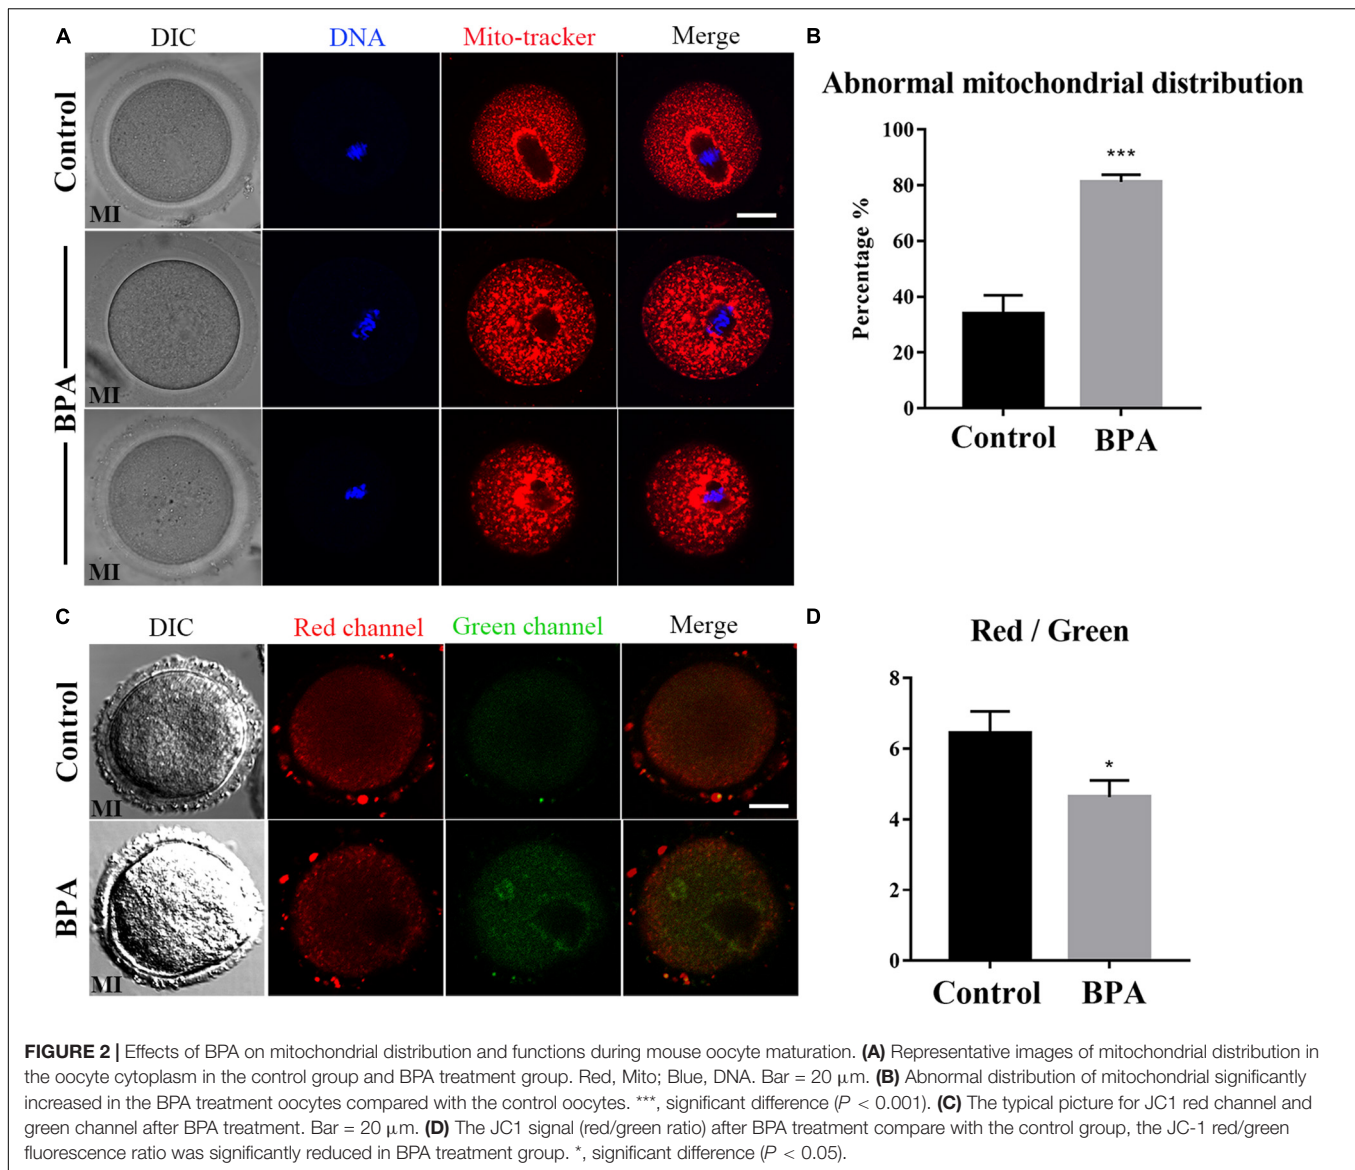 A
DIC
DNA
Mito-tracker
Merge
Control
MI
BPA
MI
MI
B
Abnormal mitochondrial distribution
Percentage %
100
80
60
40
20
0
***
Control
BPA
C
DIC
Red channel
Green channel
Merge
Control
MI
BPA
MI
D
Red / Green
8
6
4
2
0
*
Control
BPA
FIGURE 2 | Effects of BPA on mitochondrial distribution and functions during mouse oocyte maturation. (A) Representative images of mitochondrial distribution in
the oocyte cytoplasm in the control group and BPA treatment group. Red, Mito; Blue, DNA. Bar = 20 μm. (B) Abnormal distribution of mitochondrial significantly
increased in the BPA treatment oocytes compared with the control oocytes. ***, significant difference (P < 0.001). (C) The typical picture for JC1 red channel and
green channel after BPA treatment. Bar = 20 μm. (D) The JC1 signal (red/green ratio) after BPA treatment compare with the control group, the JC-1 red/green
fluorescence ratio was significantly reduced in BPA treatment group. *, significant difference (P < 0.05).